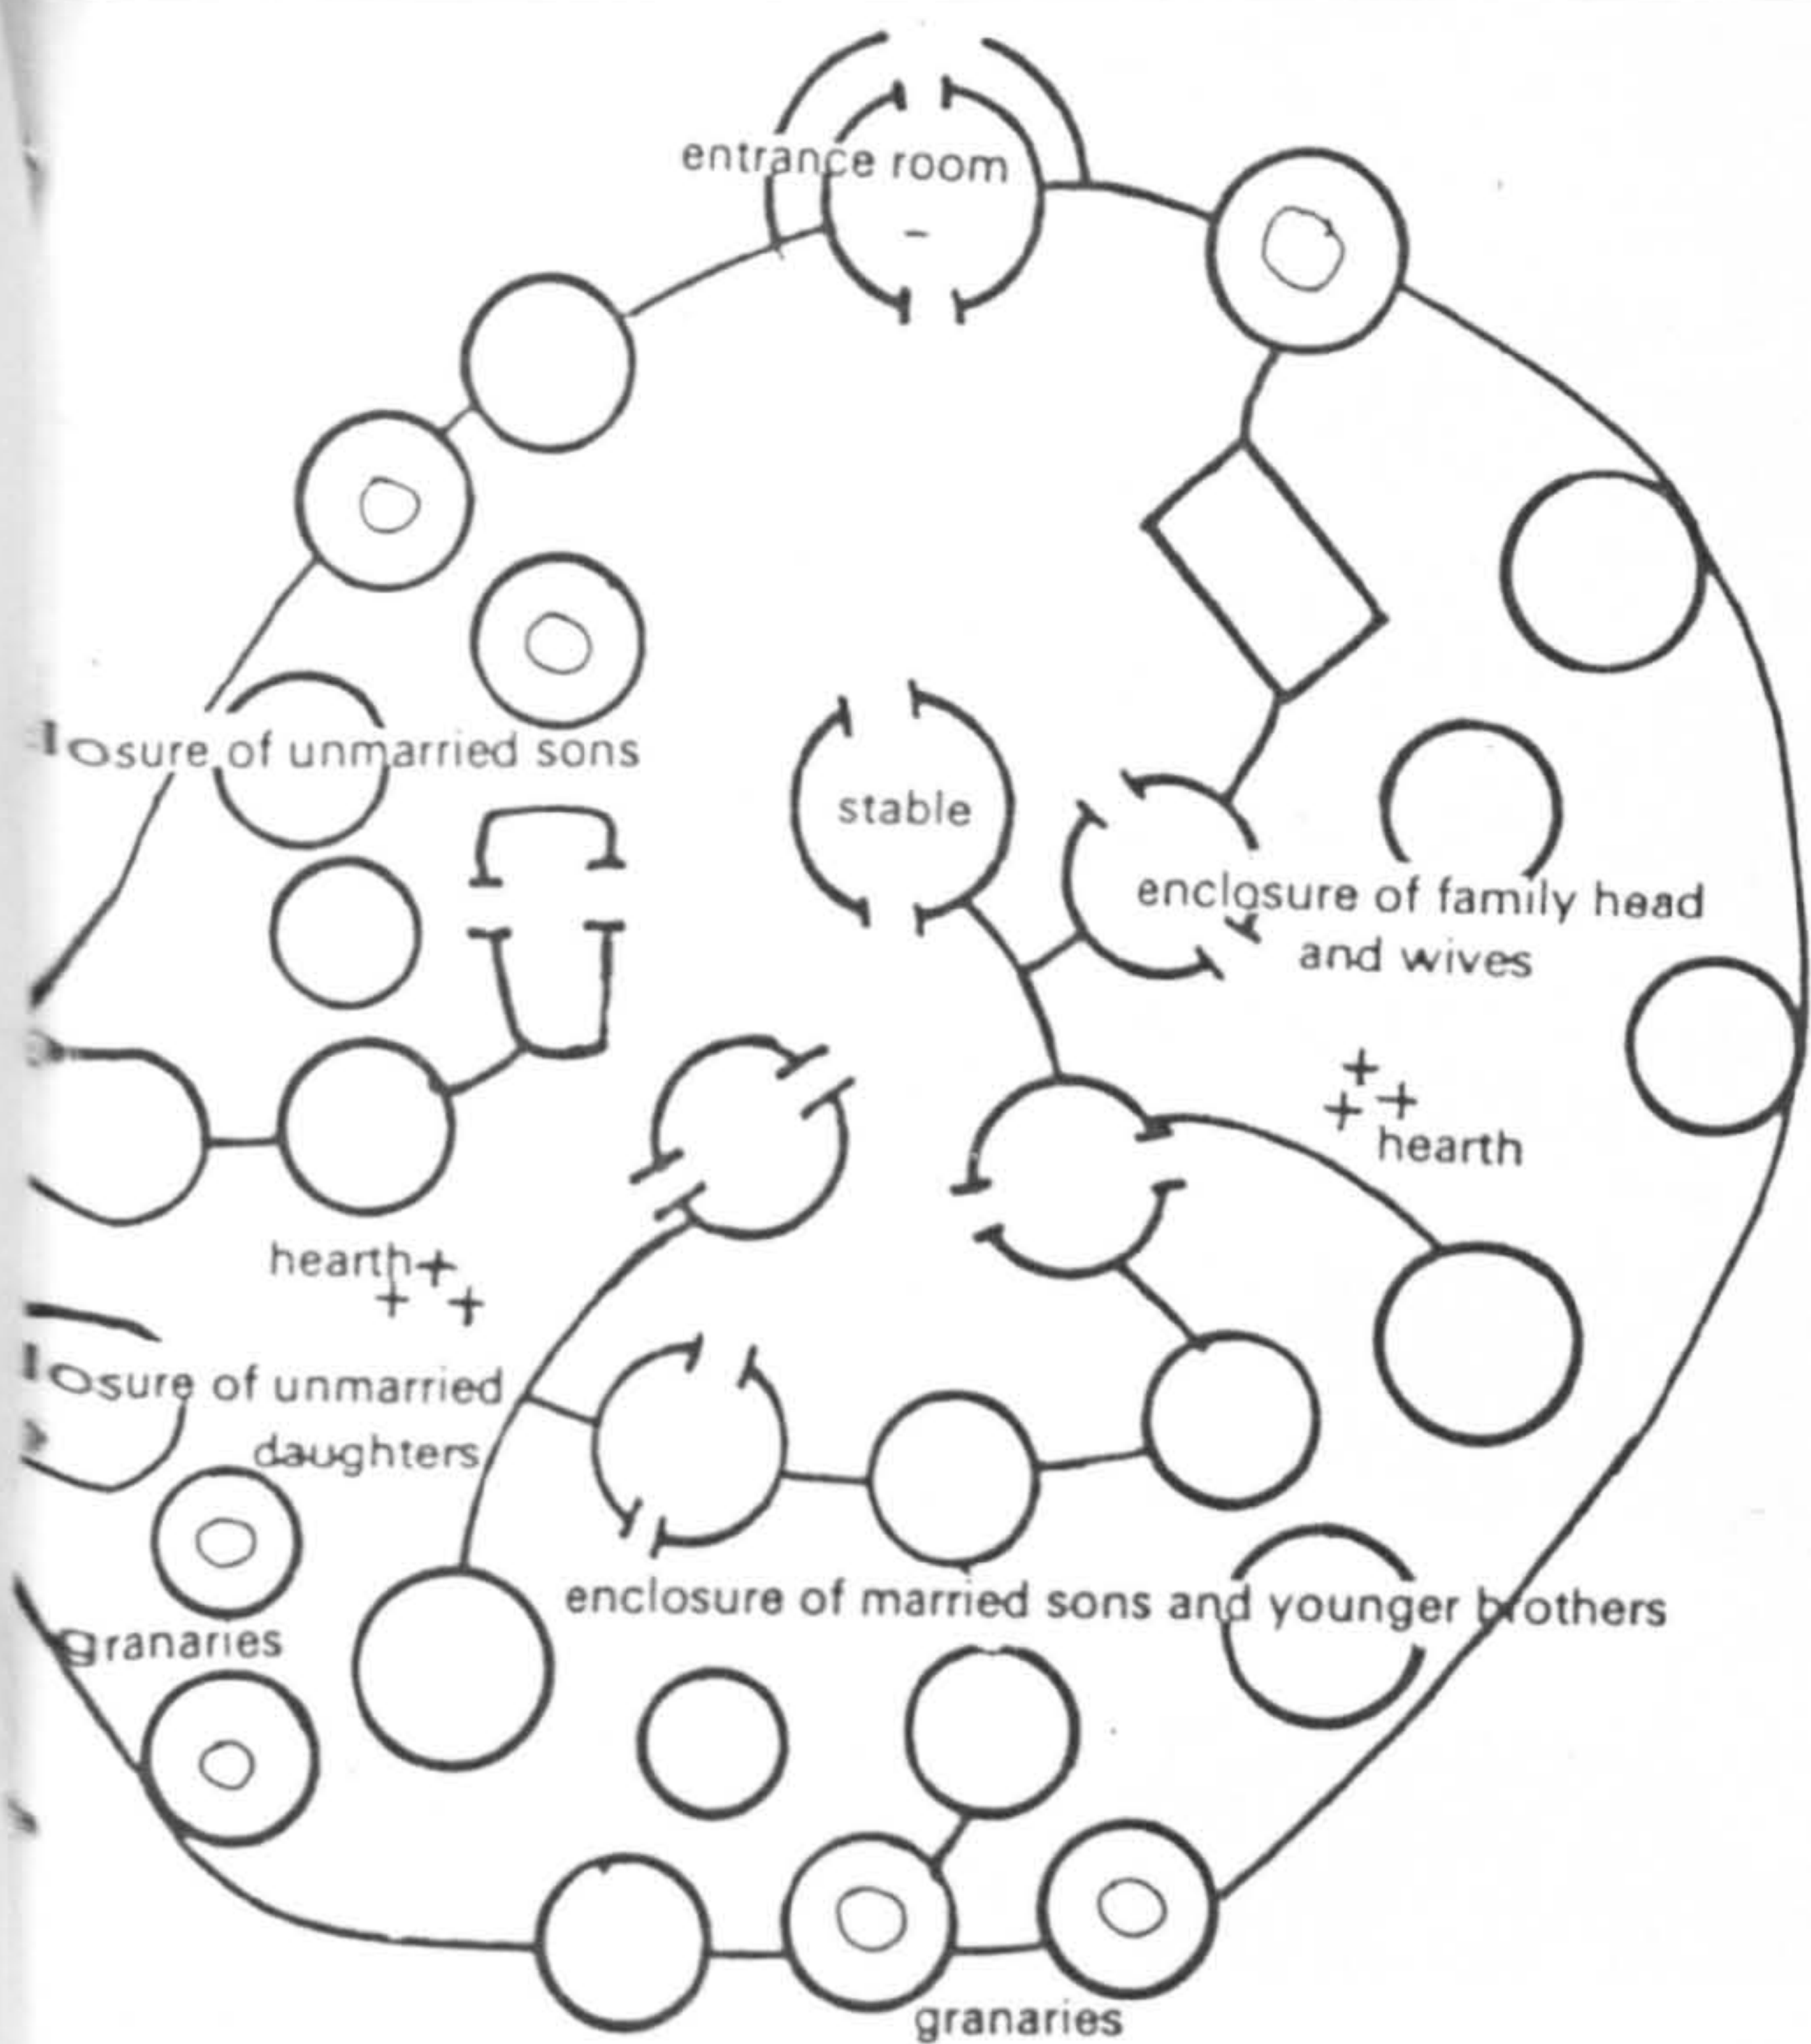 entrance room
losure of unmarried sons
stable
enclosure of family head
and wives
hearth
hearth
losure of unmarried
daughters
enclosure of married sons and younger brothers
granaries
granaries